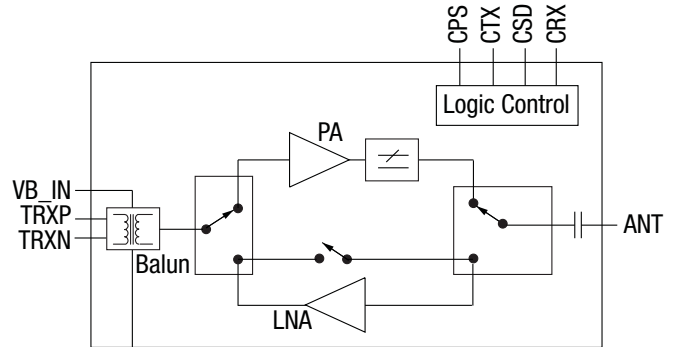 CPS
CTX
CSD
CRX
Logic Control
PA
VB_IN
TRXP
TRXN
Balun
ANT
LNA